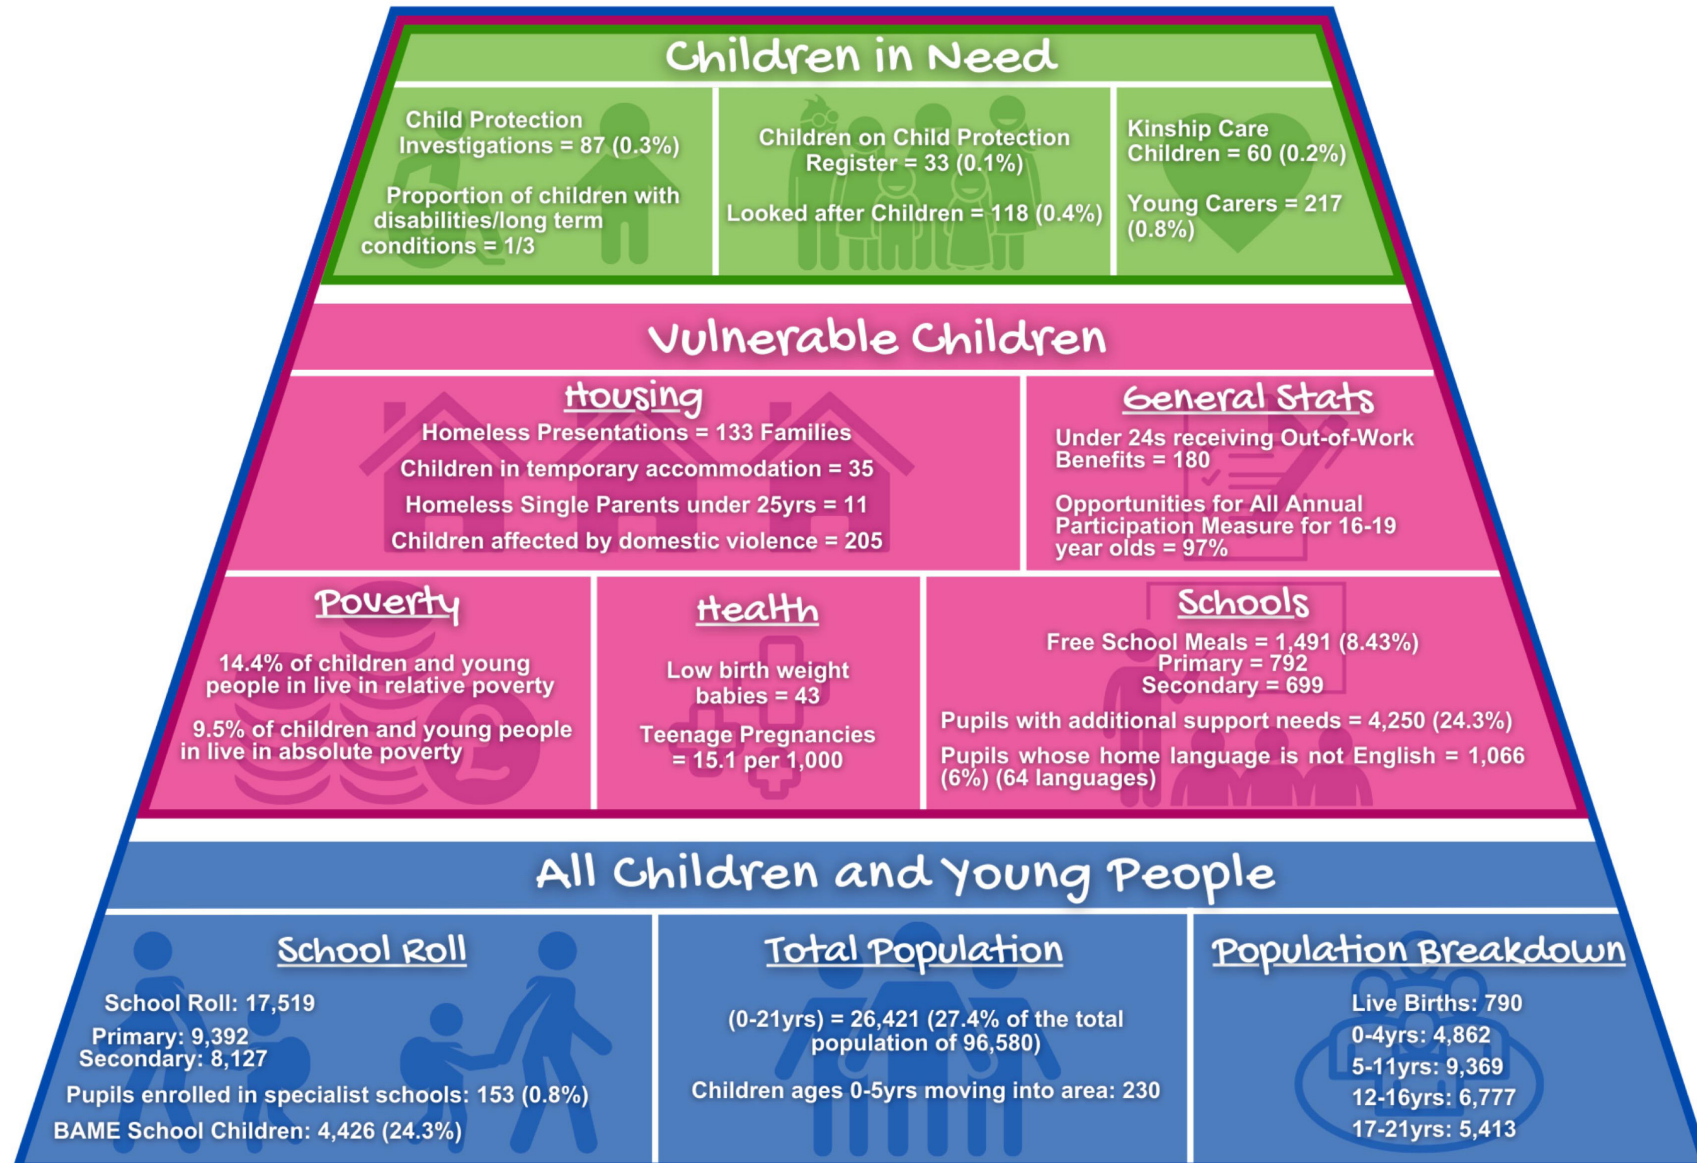 Children in Need
Child Protection
Investigations = 87 (0.3%)
Proportion of children with
disabilities/long term
conditions = 1/3
Children on Child Protection
Register = 33 (0.1%)
Looked after Children = 118 (0.4%)
Kinship Care
Children = 60 (0.2%)
Young Carers = 217
(0.8%)
Vulnerable Children
Housing
Homeless Presentations = 133 Families
Children in temporary accommodation = 35
Homeless Single Parents under 25yrs = 11
Children affected by domestic violence = 205
General Stats
Under 24s receiving Out-of-Work
Benefits = 180
Opportunities for All Annual
Participation Measure for 16-19
year olds = 97%
Poverty
14.4% of children and young
people in live in relative poverty
9.5% of children and young people
in live in absolute poverty
Health
Low birth weight
babies = 43
Teenage Pregnancies
= 15.1 per 1,000
Schools
Free School Meals = 1,491 (8.43%)
Primary = 792
Secondary = 699
Pupils with additional support needs = 4,250 (24.3%)
Pupils whose home language is not English = 1,066
(6%) (64 languages)
All Children and Young People
School Roll
School Roll: 17,519
Primary: 9,392
Secondary: 8,127
Pupils enrolled in specialist schools: 153 (0.8%)
BAME School Children: 4,426 (24.3%)
Total Population
(0-21yrs) = 26,421 (27.4% of the total
population of 96,580)
Children ages 0-5yrs moving into area: 230
Population Breakdown
Live Births: 790
0-4yrs: 4,862
5-11yrs: 9,369
12-16yrs: 6,777
17-21yrs: 5,413